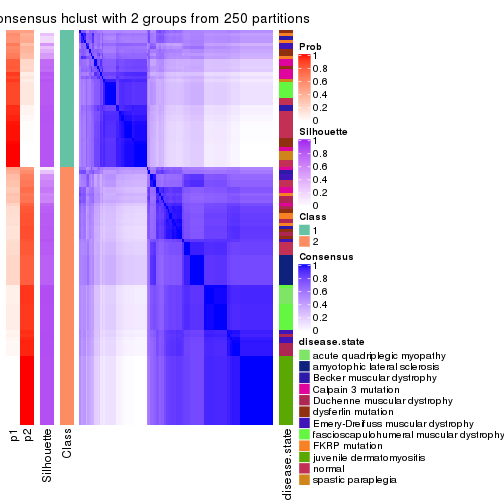 onsensus hclust with 2 groups from 250 partitions
Prob
1
0.8
0.6
0.4
0.2
0
Silhouette
1
0.8
0.6
0.4
0.2
0
Class
1
2
Consensus
1
0.8
0.6
0.4
0.2
0
disease.state
acute quadriplegic myopathy
amyotophic lateral sclerosis
Becker muscular dystrophy
Calpain 3 mutation
Duchenne muscular dystrophy
dysferlin mutation
Emery-Dreifuss muscular dystrophy
fascioscapulohumeral muscular dystrophy
FKRP mutation
juvenile dermatomyositis
normal
spastic paraplegia
p1
p2
Silhouette
Class
disease.state